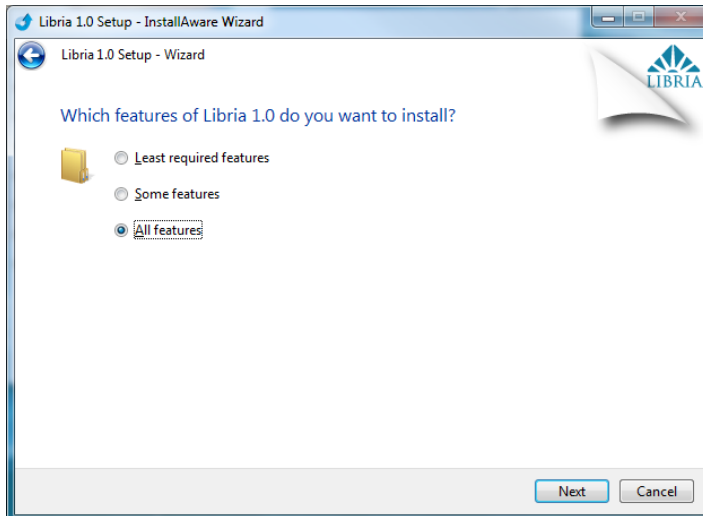 Libria 1.0 Setup - InstallAware Wizard
Libria 1.0 Setup - Wizard
LIBRIA
Which features of Libria 1.0 do you want to install?
Least required features
Some features
All features
Next
Cancel